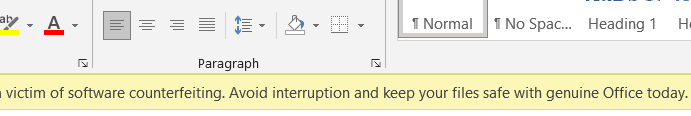 ab
A
¶ Normal
¶ No Spac...
Heading 1
Paragraph
victim of software counterfeiting. Avoid interruption and keep your files safe with genuine Office today.